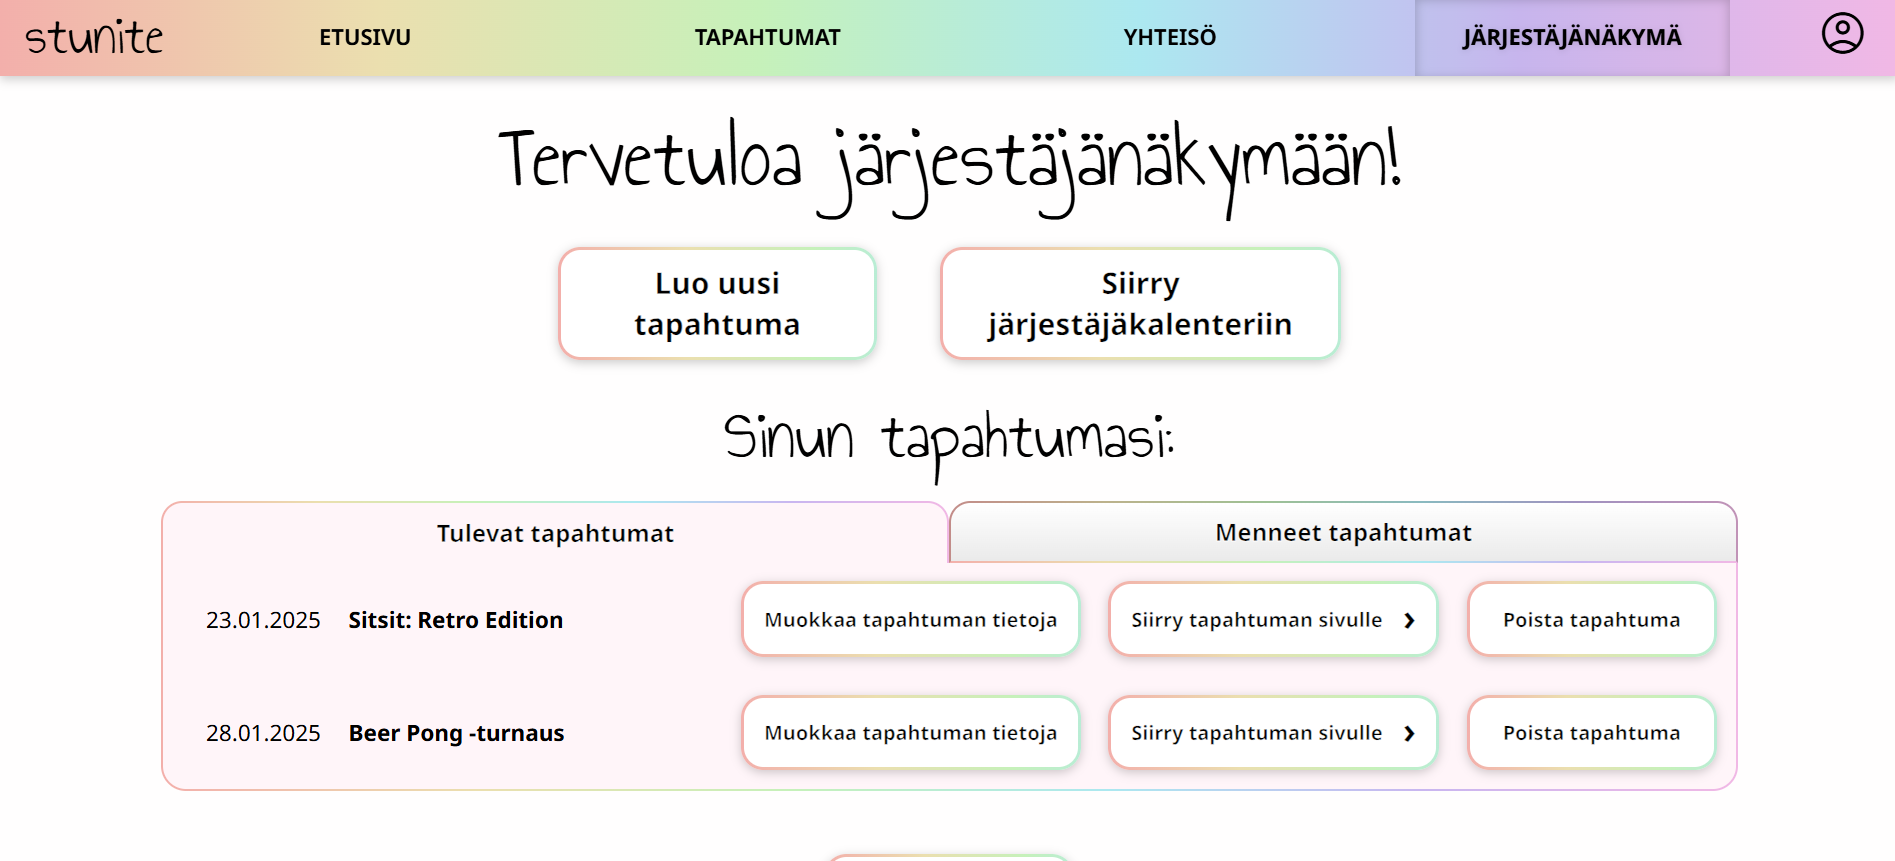 stunite
ETUSIVU
TAPAHTUMAT
YHTEISÖ
JÄRJESTÄJÄNÄKYMÄ
Tervetuloa järjestäjänäkymään!
Luo uusi
tapahtuma
Siirry
järjestäjäkalenteriin
Sinun tapahtumasi:
Tulevat tapahtumat
Menneet tapahtumat
23.01.2025 Sitsit: Retro Edition
Muokkaa tapahtuman tietoja
Siirry tapahtuman sivulle ›
Poista tapahtuma
28.01.2025 Beer Pong -turnaus
Muokkaa tapahtuman tietoja
Siirry tapahtuman sivulle ›
Poista tapahtuma